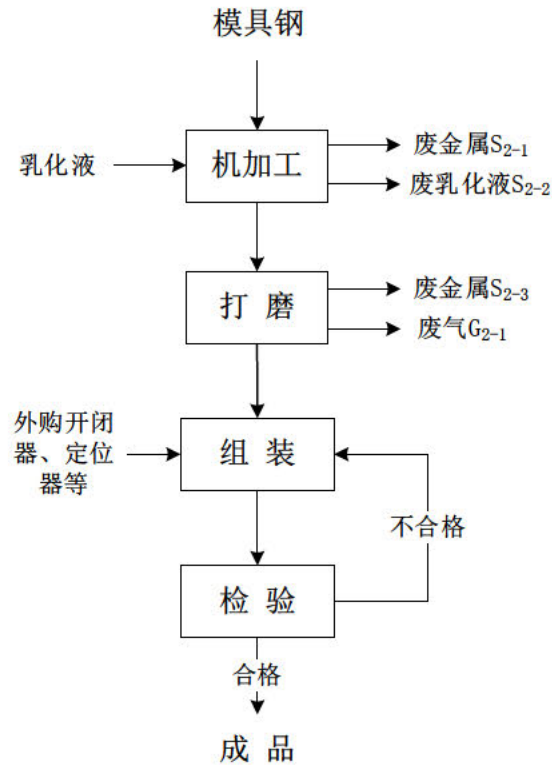 模具钢
乳化液
机加工
废金属S2-1
废乳化液S2-2
打 磨
废金属S2-3
废气G2-1
外购开闭
器、定位
器等
组 装
不合格
检 验
合格
成 品